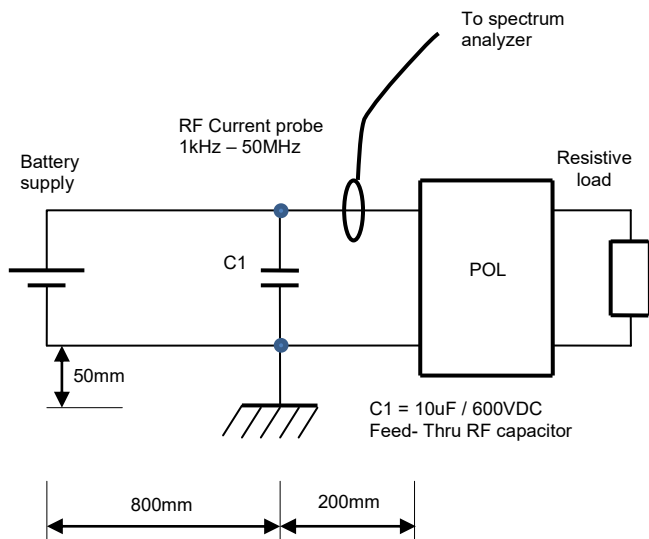 To spectrum
analyzer
RF Current probe
1kHz – 50MHz
Battery
supply
Resistive
load
C1
POL
50mm
C1 = 10uF / 600VDC
Feed- Thru RF capacitor
800mm
200mm